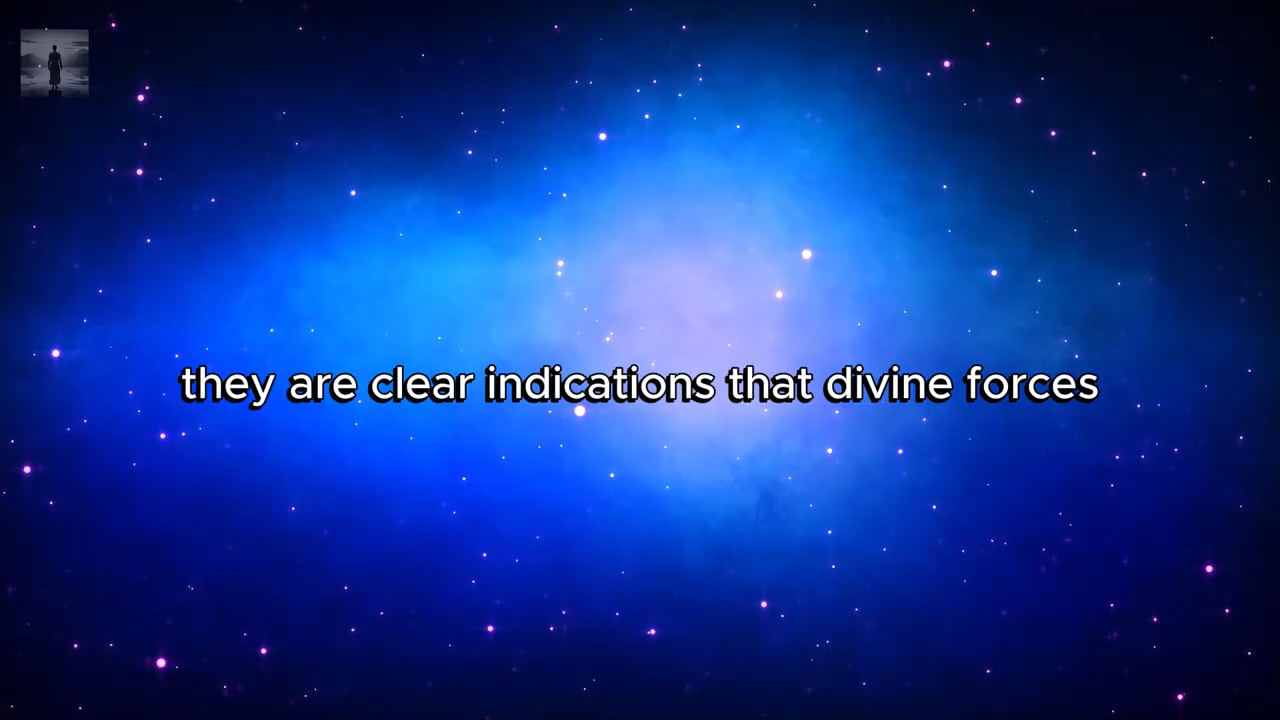 they are clear indications that divine forces